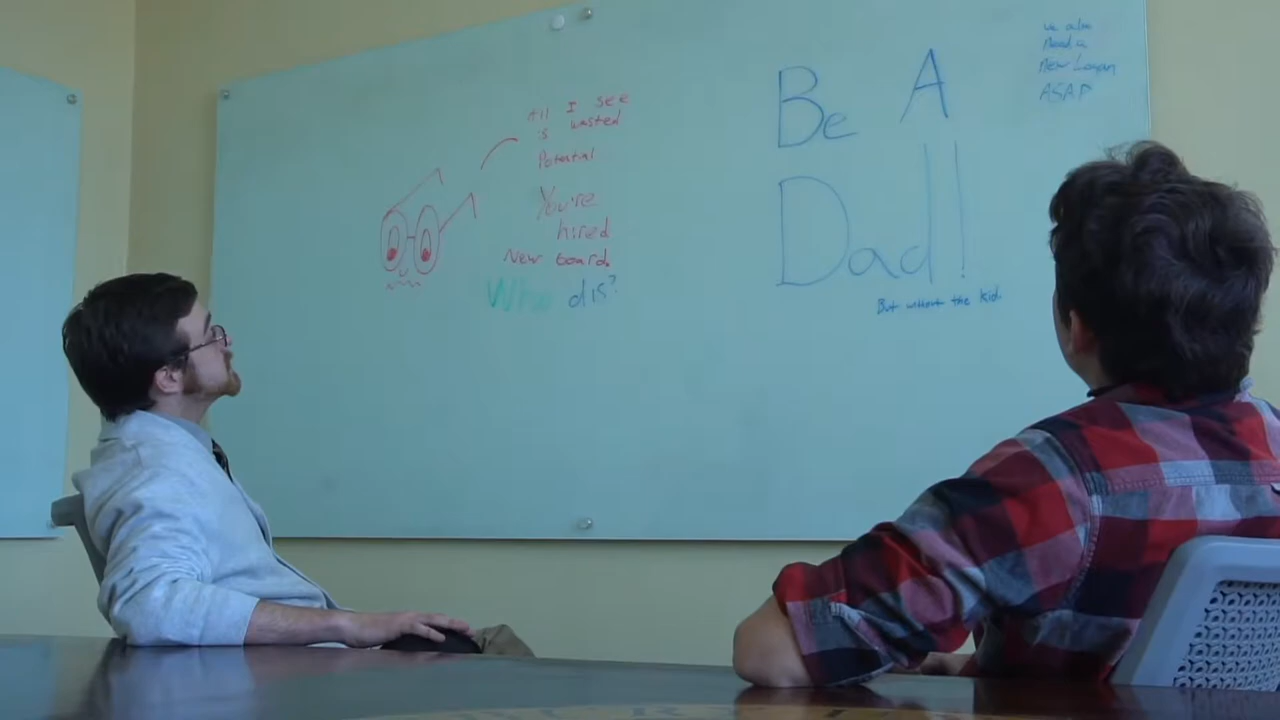 All I see
is wasted
Potential
You're
hired
New board
Who dis?
Be A
Dad!
But without the kid.
we also
Need a
New Logan
ASAP